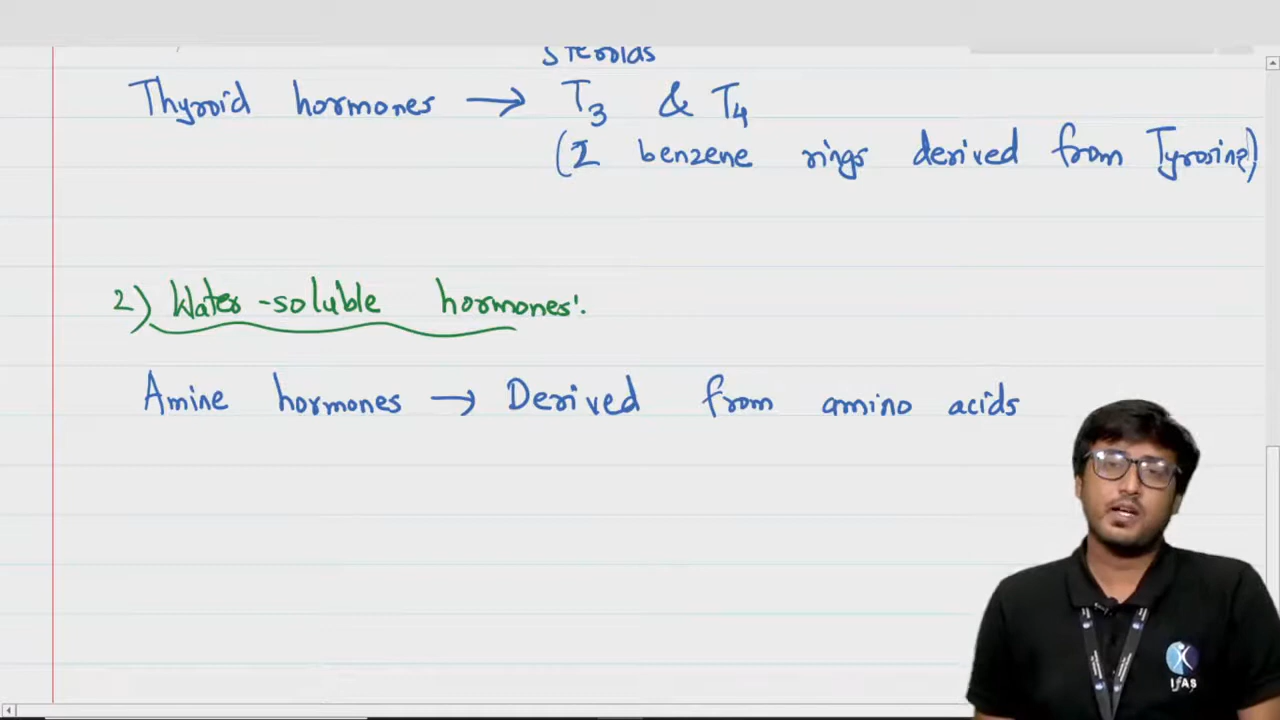 steroids
Thyroid hormones → T3 & T4
(2 benzene rings derived from Tyrosine)
2) Water-soluble hormones:
Amine hormones → Derived from amino acids
IFAS